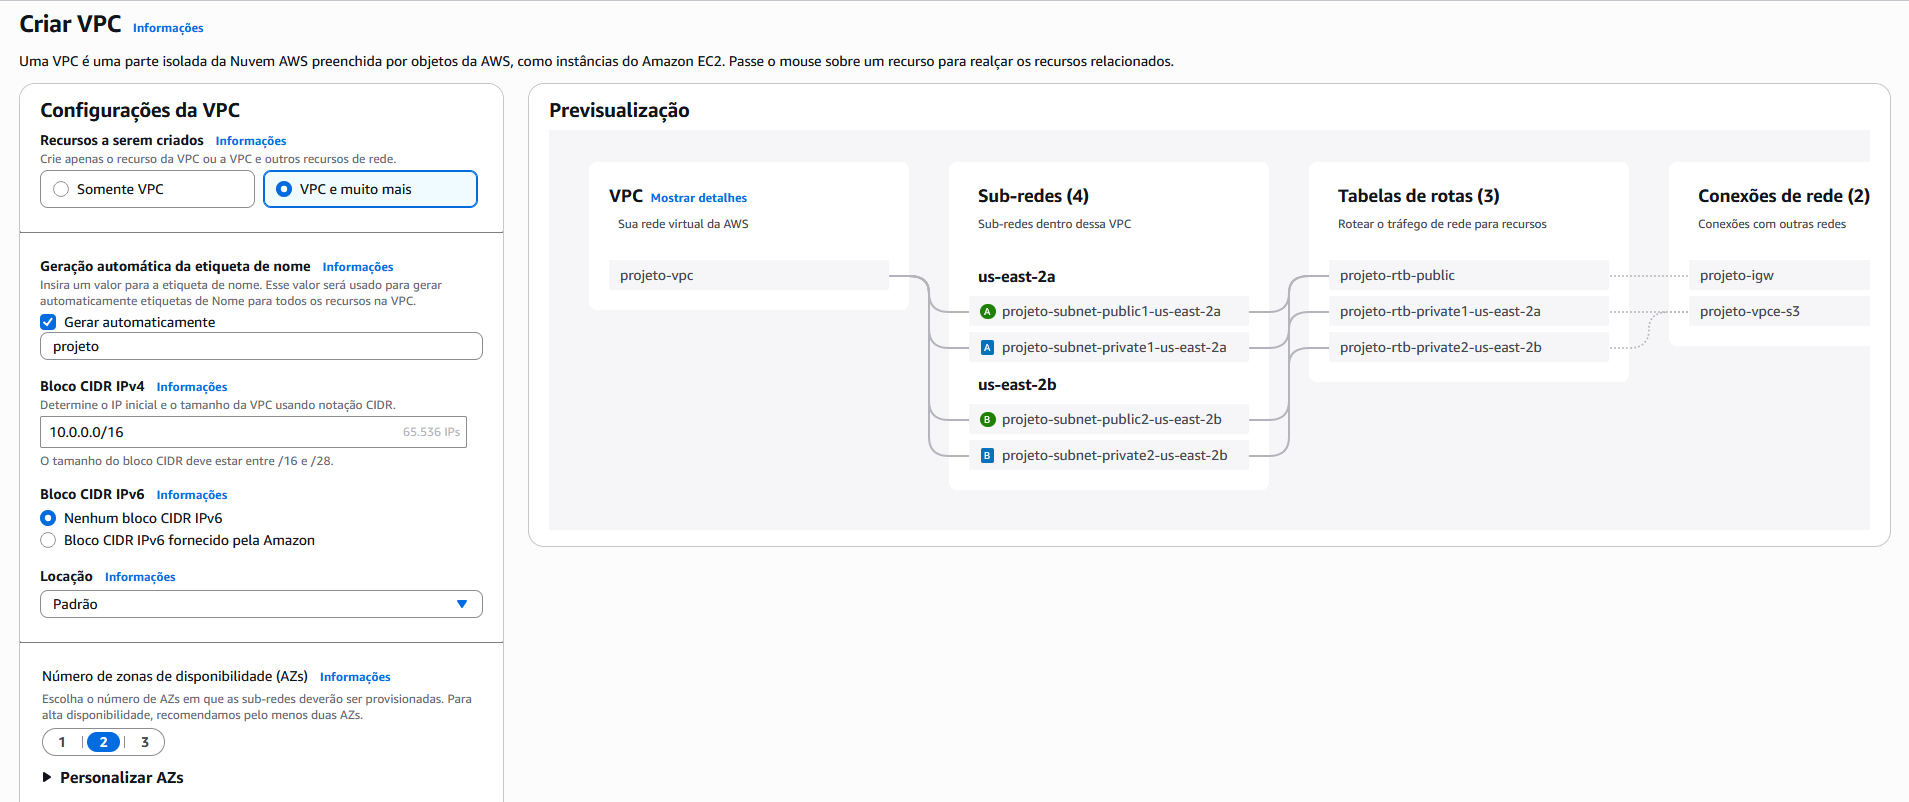 Criar VPC Informações
Uma VPC é uma parte isolada da Nuvem AWS preenchida por objetos da AWS, como instâncias do Amazon EC2. Passe o mouse sobre um recurso para realçar os recursos relacionados.
Configurações da VPC
Recursos a serem criados Informações
Crie apenas o recurso da VPC ou a VPC e outros recursos de rede.
Somente VPC
VPC e muito mais
Geração automática da etiqueta de nome Informações
Insira um valor para a etiqueta de nome. Esse valor será usado para gerar
automaticamente etiquetas de Nome para todos os recursos na VPC.
Gerar automaticamente
projeto
Bloco CIDR IPv4 Informações
Determine o IP inicial e o tamanho da VPC usando notação CIDR.
10.0.0.0/16 65.536 IPs
O tamanho do bloco CIDR deve estar entre /16 e /28.
Bloco CIDR IPv6 Informações
Nenhum bloco CIDR IPv6
Bloco CIDR IPv6 fornecido pela Amazon
Locação Informações
Padrão
Número de zonas de disponibilidade (AZs) Informações
Escolha o número de AZs em que as sub-redes deverão ser provisionadas. Para
alta disponibilidade, recomendamos pelo menos duas AZs.
1 2 3
Personalizar AZs
Previsualização
VPC Mostrar detalhes
Sua rede virtual da AWS
projeto-vpc
Sub-redes (4)
Sub-redes dentro dessa VPC
us-east-2a
A projeto-subnet-public1-us-east-2a
A projeto-subnet-private1-us-east-2a
us-east-2b
B projeto-subnet-public2-us-east-2b
B projeto-subnet-private2-us-east-2b
Tabelas de rotas (3)
Rotear o tráfego de rede para recursos
projeto-rtb-public
projeto-rtb-private1-us-east-2a
projeto-rtb-private2-us-east-2b
Conexões de rede (2)
Conexões com outras redes
projeto-igw
projeto-vpce-s3